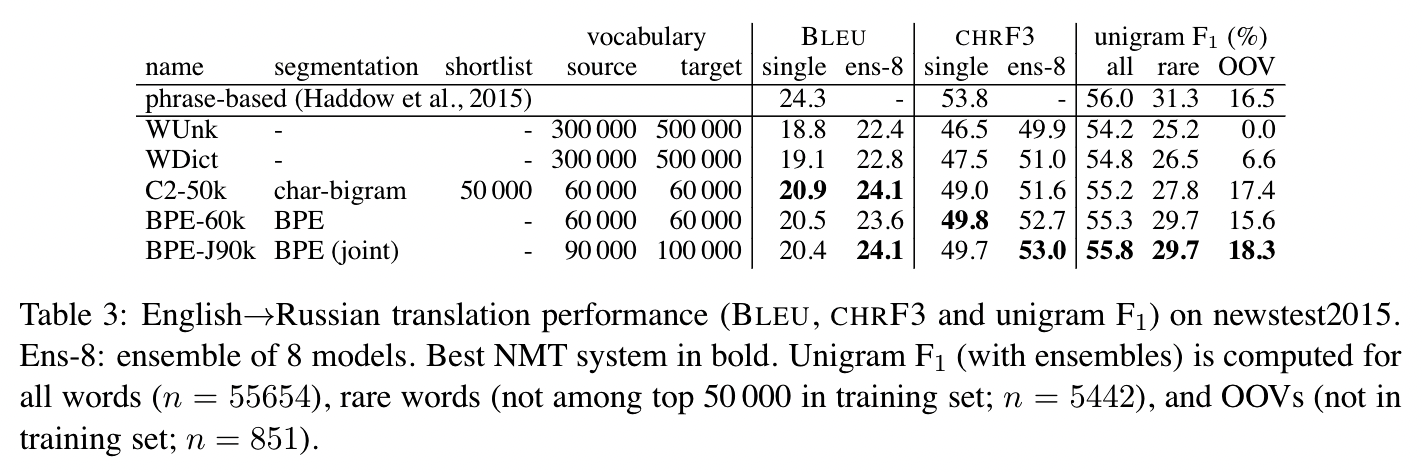 vocabulary BLEU CHRF3 unigram F₁ (%)
name segmentation shortlist source target single ens-8 single ens-8 all rare OOV
phrase-based (Haddow et al., 2015) 24.3 - 53.8 - 56.0 31.3 16.5
WUnk - - 300 000 500 000 18.8 22.4 46.5 49.9 54.2 25.2 0.0
WDict - - 300 000 500 000 19.1 22.8 47.5 51.0 54.8 26.5 6.6
C2-50k char-bigram 50 000 60 000 60 000 20.9 24.1 49.0 51.6 55.2 27.8 17.4
BPE-60k BPE - 60 000 60 000 20.5 23.6 49.8 52.7 55.3 29.7 15.6
BPE-J90k BPE (joint) - 90 000 100 000 20.4 24.1 49.7 53.0 55.8 29.7 18.3
Table 3: English→Russian translation performance (BLEU, CHRF3 and unigram F₁) on newstest2015.
Ens-8: ensemble of 8 models. Best NMT system in bold. Unigram F₁ (with ensembles) is computed for
all words (n = 55654), rare words (not among top 50 000 in training set; n = 5442), and OOVs (not in
training set; n = 851).